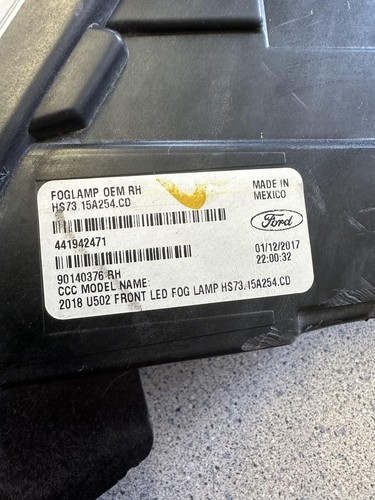 FOGLAMP OEM RH
HS73.15A254.CD
MADE IN
MEXICO
441942471
Ford
90140376 RH
01/12/2017
22:00:32
CCC MODEL NAME:
2018 U502 FRONT LED FOG LAMP HS73.15A254.CD